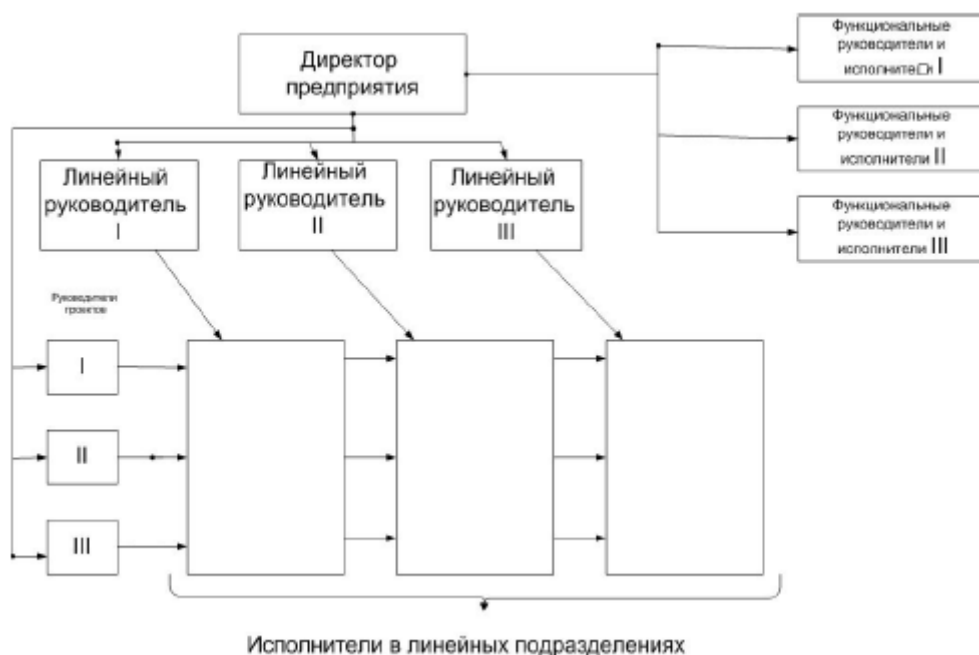 Директор
предприятия
Функциональные
руководители и
I
Функциональные
руководители и
исполнители II
Функциональные
руководители и
исполнители III
Линейный
руководитель
I
Линейный
руководитель
II
Линейный
руководитель
III
Руководители
проектов
I
II
III
Исполнители в линейных подразделениях